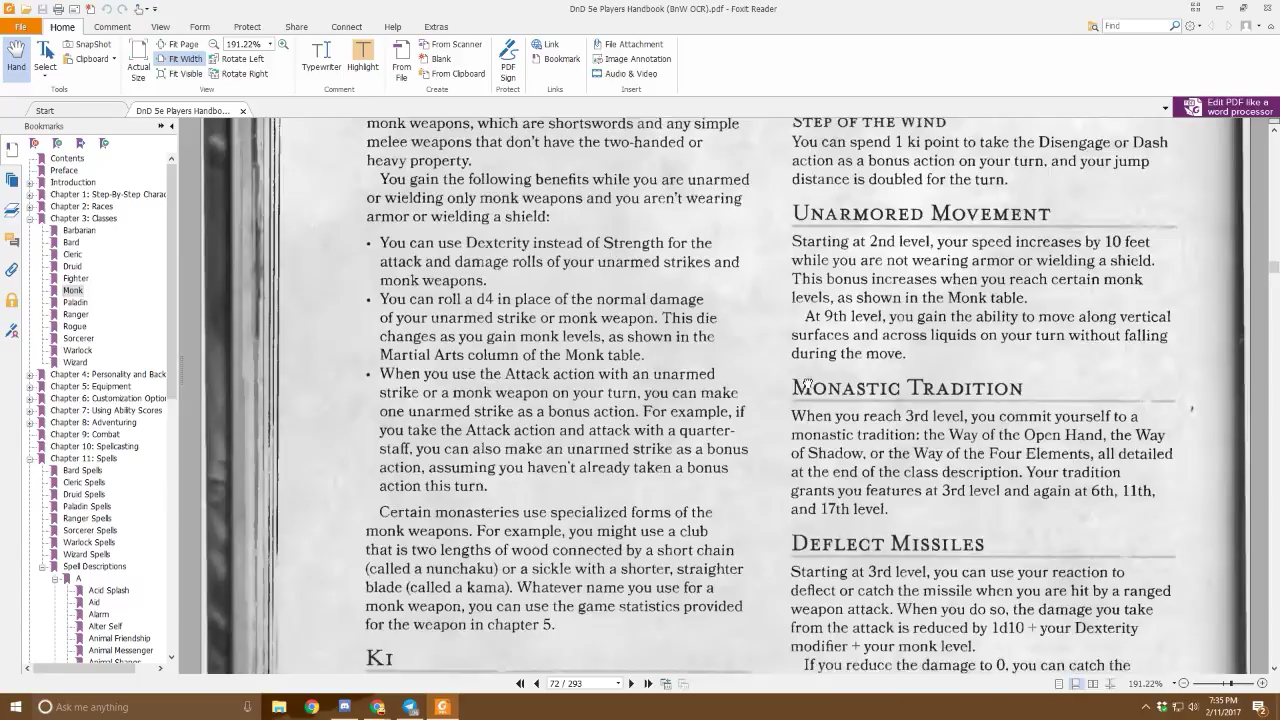 DnD 5e Players Handbook (BnW OCR).pdf - Foxit Reader
File Home Comment View Form Protect Share Connect Help Extras
Find
Hand
Select
SnapShot
Clipboard
Tools
Actual Size
Fit Page
Fit Width
Fit Visible
191.22%
Rotate Left
Rotate Right
View
Typewriter
Highlight
Comment
From File
From Scanner
Blank
From Clipboard
Create
PDF Sign
Protect
Link
Bookmark
Links
File Attachment
Image Annotation
Audio & Video
Insert
Start
DnD 5e Players Handbo...
Edit PDF like a
word processor
Bookmarks
Contents
Preface
Introduction
Chapter 1: Step-By-Step Charac
Chapter 2: Races
Chapter 3: Classes
Barbarian
Bard
Cleric
Druid
Fighter
Monk
Paladin
Ranger
Rogue
Sorcerer
Warlock
Wizard
Chapter 4: Personality and Back
Chapter 5: Equipment
Chapter 6: Customization Option
Chapter 7: Using Ability Scores
Chapter 8: Adventuring
Chapter 9: Combat
Chapter 10: Spellcasting
Chapter 11: Spells
Bard Spells
Cleric Spells
Druid Spells
Paladin Spells
Ranger Spells
Sorcerer Spells
Warlock Spells
Wizard Spells
Spell Descriptions
A
Acid Splash
Aid
Alarm
Alter Self
Animal Friendship
Animal Messenger
Animal Shapes
monk weapons, which are shortswords and any simple
melee weapons that don't have the two-handed or
heavy property.
You gain the following benefits while you are unarmed
or wielding only monk weapons and you aren't wearing
armor or wielding a shield:
• You can use Dexterity instead of Strength for the
attack and damage rolls of your unarmed strikes and
monk weapons.
• You can roll a d4 in place of the normal damage
of your unarmed strike or monk weapon. This die
changes as you gain monk levels, as shown in the
Martial Arts column of the Monk table.
• When you use the Attack action with an unarmed
strike or a monk weapon on your turn, you can make
one unarmed strike as a bonus action. For example, if
you take the Attack action and attack with a quarter-
staff, you can also make an unarmed strike as a bonus
action, assuming you haven't already taken a bonus
action this turn.
Certain monasteries use specialized forms of the
monk weapons. For example, you might use a club
that is two lengths of wood connected by a short chain
(called a nunchaku) or a sickle with a shorter, straighter
blade (called a kama). Whatever name you use for a
monk weapon, you can use the game statistics provided
for the weapon in chapter 5.
KI
STEP OF THE WIND
You can spend 1 ki point to take the Disengage or Dash
action as a bonus action on your turn, and your jump
distance is doubled for the turn.
UNARMORED MOVEMENT
Starting at 2nd level, your speed increases by 10 feet
while you are not wearing armor or wielding a shield.
This bonus increases when you reach certain monk
levels, as shown in the Monk table.
At 9th level, you gain the ability to move along vertical
surfaces and across liquids on your turn without falling
during the move.
MONASTIC TRADITION
When you reach 3rd level, you commit yourself to a
monastic tradition: the Way of the Open Hand, the Way
of Shadow, or the Way of the Four Elements, all detailed
at the end of the class description. Your tradition
grants you features at 3rd level and again at 6th, 11th,
and 17th level.
DEFLECT MISSILES
Starting at 3rd level, you can use your reaction to
deflect or catch the missile when you are hit by a ranged
weapon attack. When you do so, the damage you take
from the attack is reduced by 1d10 + your Dexterity
modifier + your monk level.
If you reduce the damage to 0, you can catch the
72 / 293
191.22%
Ask me anything
7:35 PM
2/11/2017